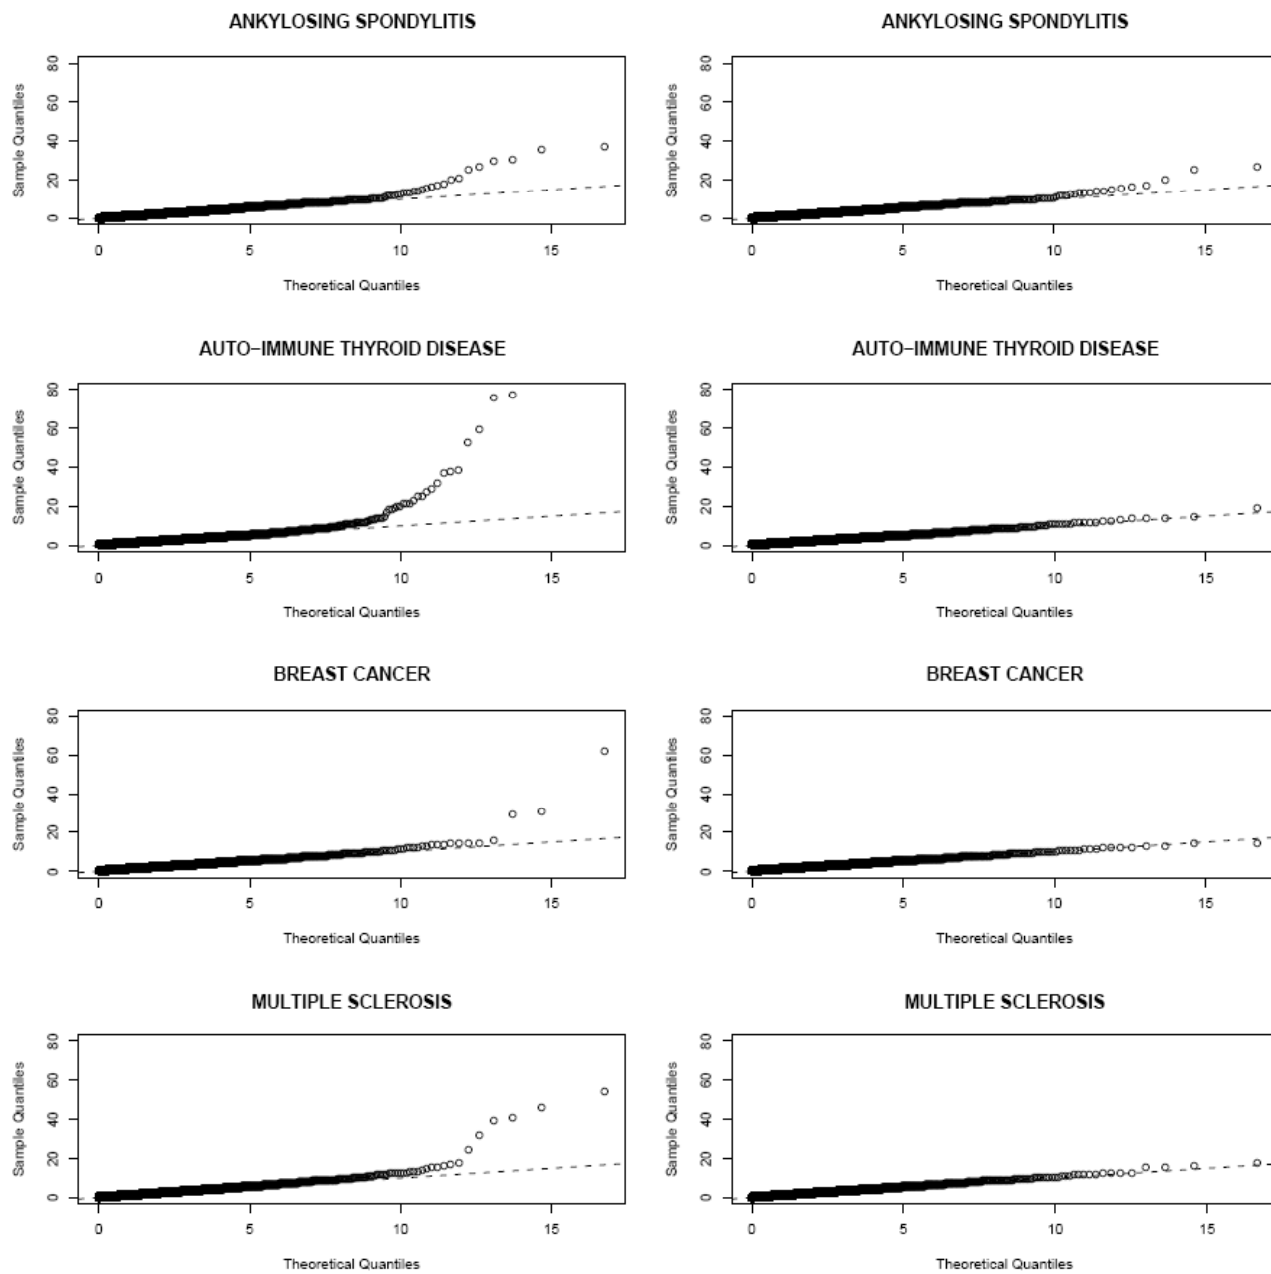 ANKYLOSING SPONDYLITIS ANKYLOSING SPONDYLITIS
80 80
60 60
40 40
20 20
0 0
Sample Quantiles Sample Quantiles
0 5 10 15 0 5 10 15
Theoretical Quantiles Theoretical Quantiles
AUTO-IMMUNE THYROID DISEASE AUTO-IMMUNE THYROID DISEASE
80 80
60 60
40 40
20 20
0 0
Sample Quantiles Sample Quantiles
0 5 10 15 0 5 10 15
Theoretical Quantiles Theoretical Quantiles
BREAST CANCER BREAST CANCER
80 80
60 60
40 40
20 20
0 0
Sample Quantiles Sample Quantiles
0 5 10 15 0 5 10 15
Theoretical Quantiles Theoretical Quantiles
MULTIPLE SCLEROSIS MULTIPLE SCLEROSIS
80 80
60 60
40 40
20 20
0 0
Sample Quantiles Sample Quantiles
0 5 10 15 0 5 10 15
Theoretical Quantiles Theoretical Quantiles